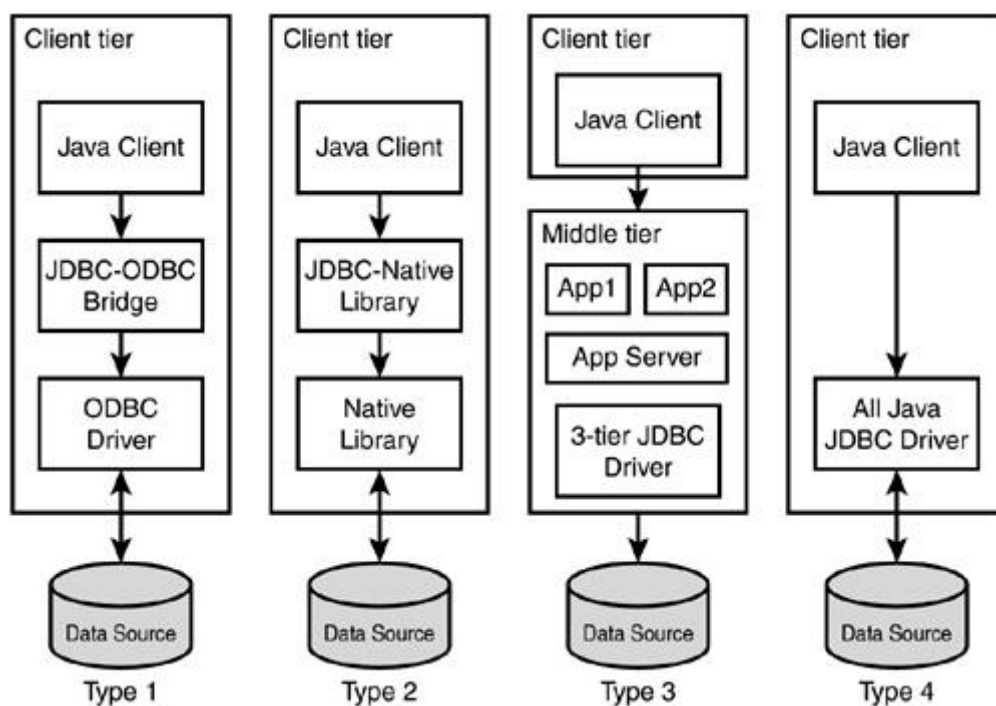 Client tier
Java Client
JDBC-ODBC
Bridge
ODBC
Driver
Data Source
Type 1
Client tier
Java Client
JDBC-Native
Library
Native
Library
Data Source
Type 2
Client tier
Java Client
Middle tier
App1
App2
App Server
3-tier JDBC
Driver
Data Source
Type 3
Client tier
Java Client
All Java
JDBC Driver
Data Source
Type 4